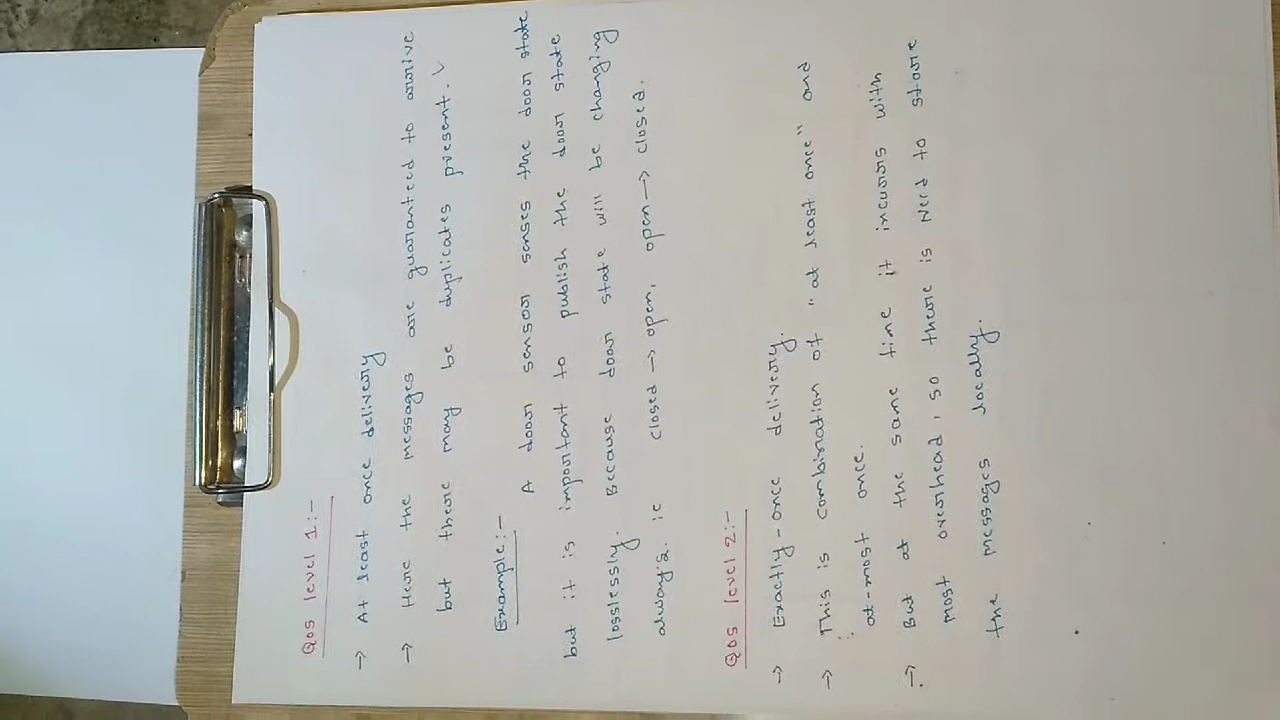 QoS level 1:-
→ At least once delivery
→ Here the messages are guaranteed to arrive
but there may be duplicates present.
Example:-
A door sensor senses the door state
but it is important to publish the door state
losslessly. Because door state will be changing
always. ie closed → open, open → closed.
QoS level 2:-
→ Exactly-once delivery.
→ This is combination of "at least once" and
at-most once.
→ But at the same time it incurrs with
most overhead, so there is Need to store
the messages locally.